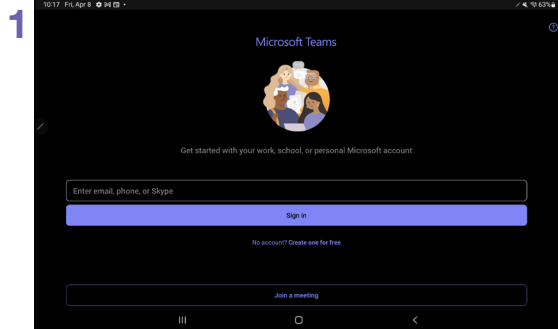 1
10:17 Fri, Apr 8
63%
Microsoft Teams
Get started with your work, school, or personal Microsoft account
Enter email, phone, or Skype
Sign in
No account? Create one for free
Join a meeting